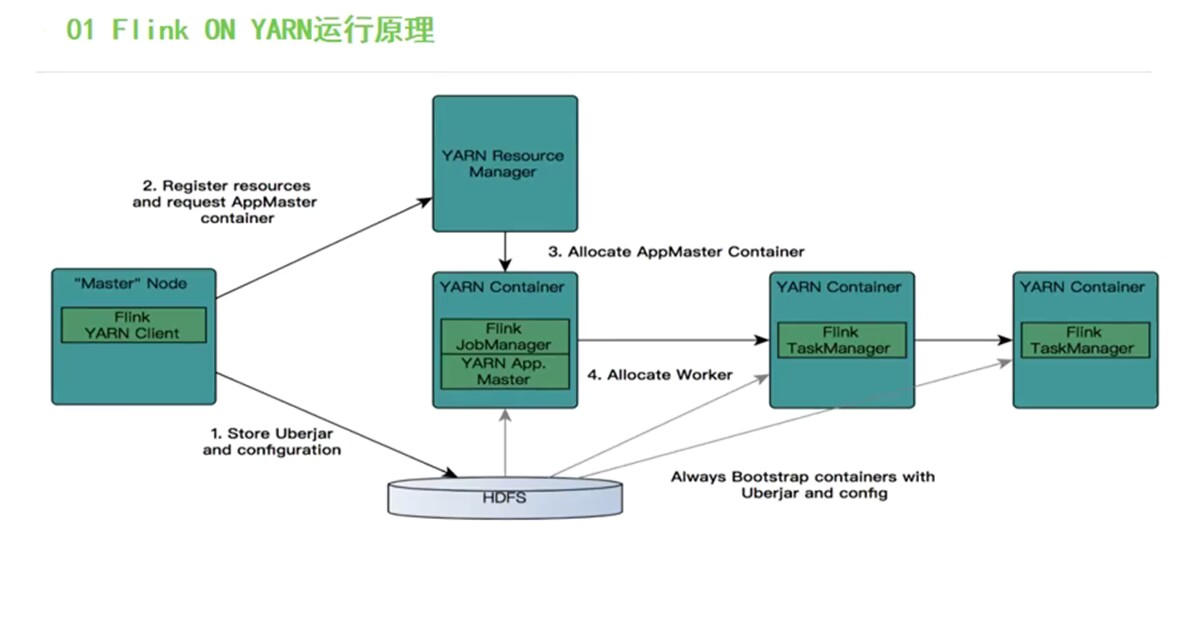 01 Flink ON YARN运行原理
YARN Resource
Manager
2. Register resources
and request AppMaster
container
3. Allocate AppMaster Container
"Master" Node
Flink
YARN Client
YARN Container
Flink
JobManager
YARN App.
Master
YARN Container
Flink
TaskManager
YARN Container
Flink
TaskManager
4. Allocate Worker
1. Store Uberjar
and configuration
HDFS
Always Bootstrap containers with
Uberjar and config